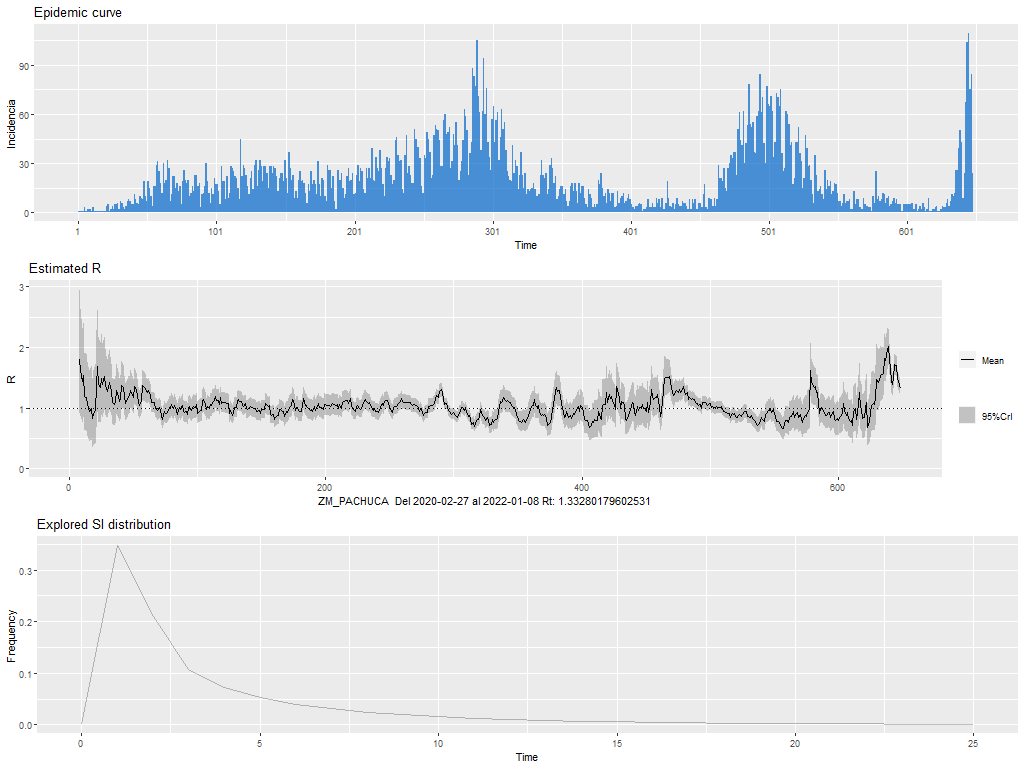 Epidemic curve
90
60
30
0
Incidencia
1 101 201 301 401 501 601
Time
Estimated R
3
2
1
0
R
Mean
95%CrI
0 200 400 600
ZM_PACHUCA Del 2020-02-27 al 2022-01-08 Rt: 1.33280179602531
Explored SI distribution
0.3
0.2
0.1
0.0
Frequency
0 5 10 15 20 25
Time